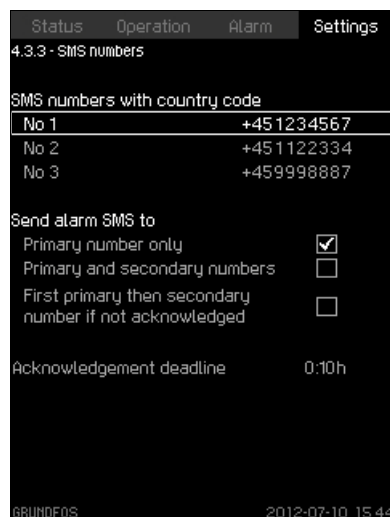 Status Operation Alarm Settings
4.3.3 - SMS numbers
SMS numbers with country code
No 1 +451234567
No 2 +451122334
No 3 +459998887
Send alarm SMS to
Primary number only
Primary and secondary numbers
First primary then secondary
number if not acknowledged
Acknowledgement deadline 0:10h
GRUNDFOS 2012-07-10 15:44